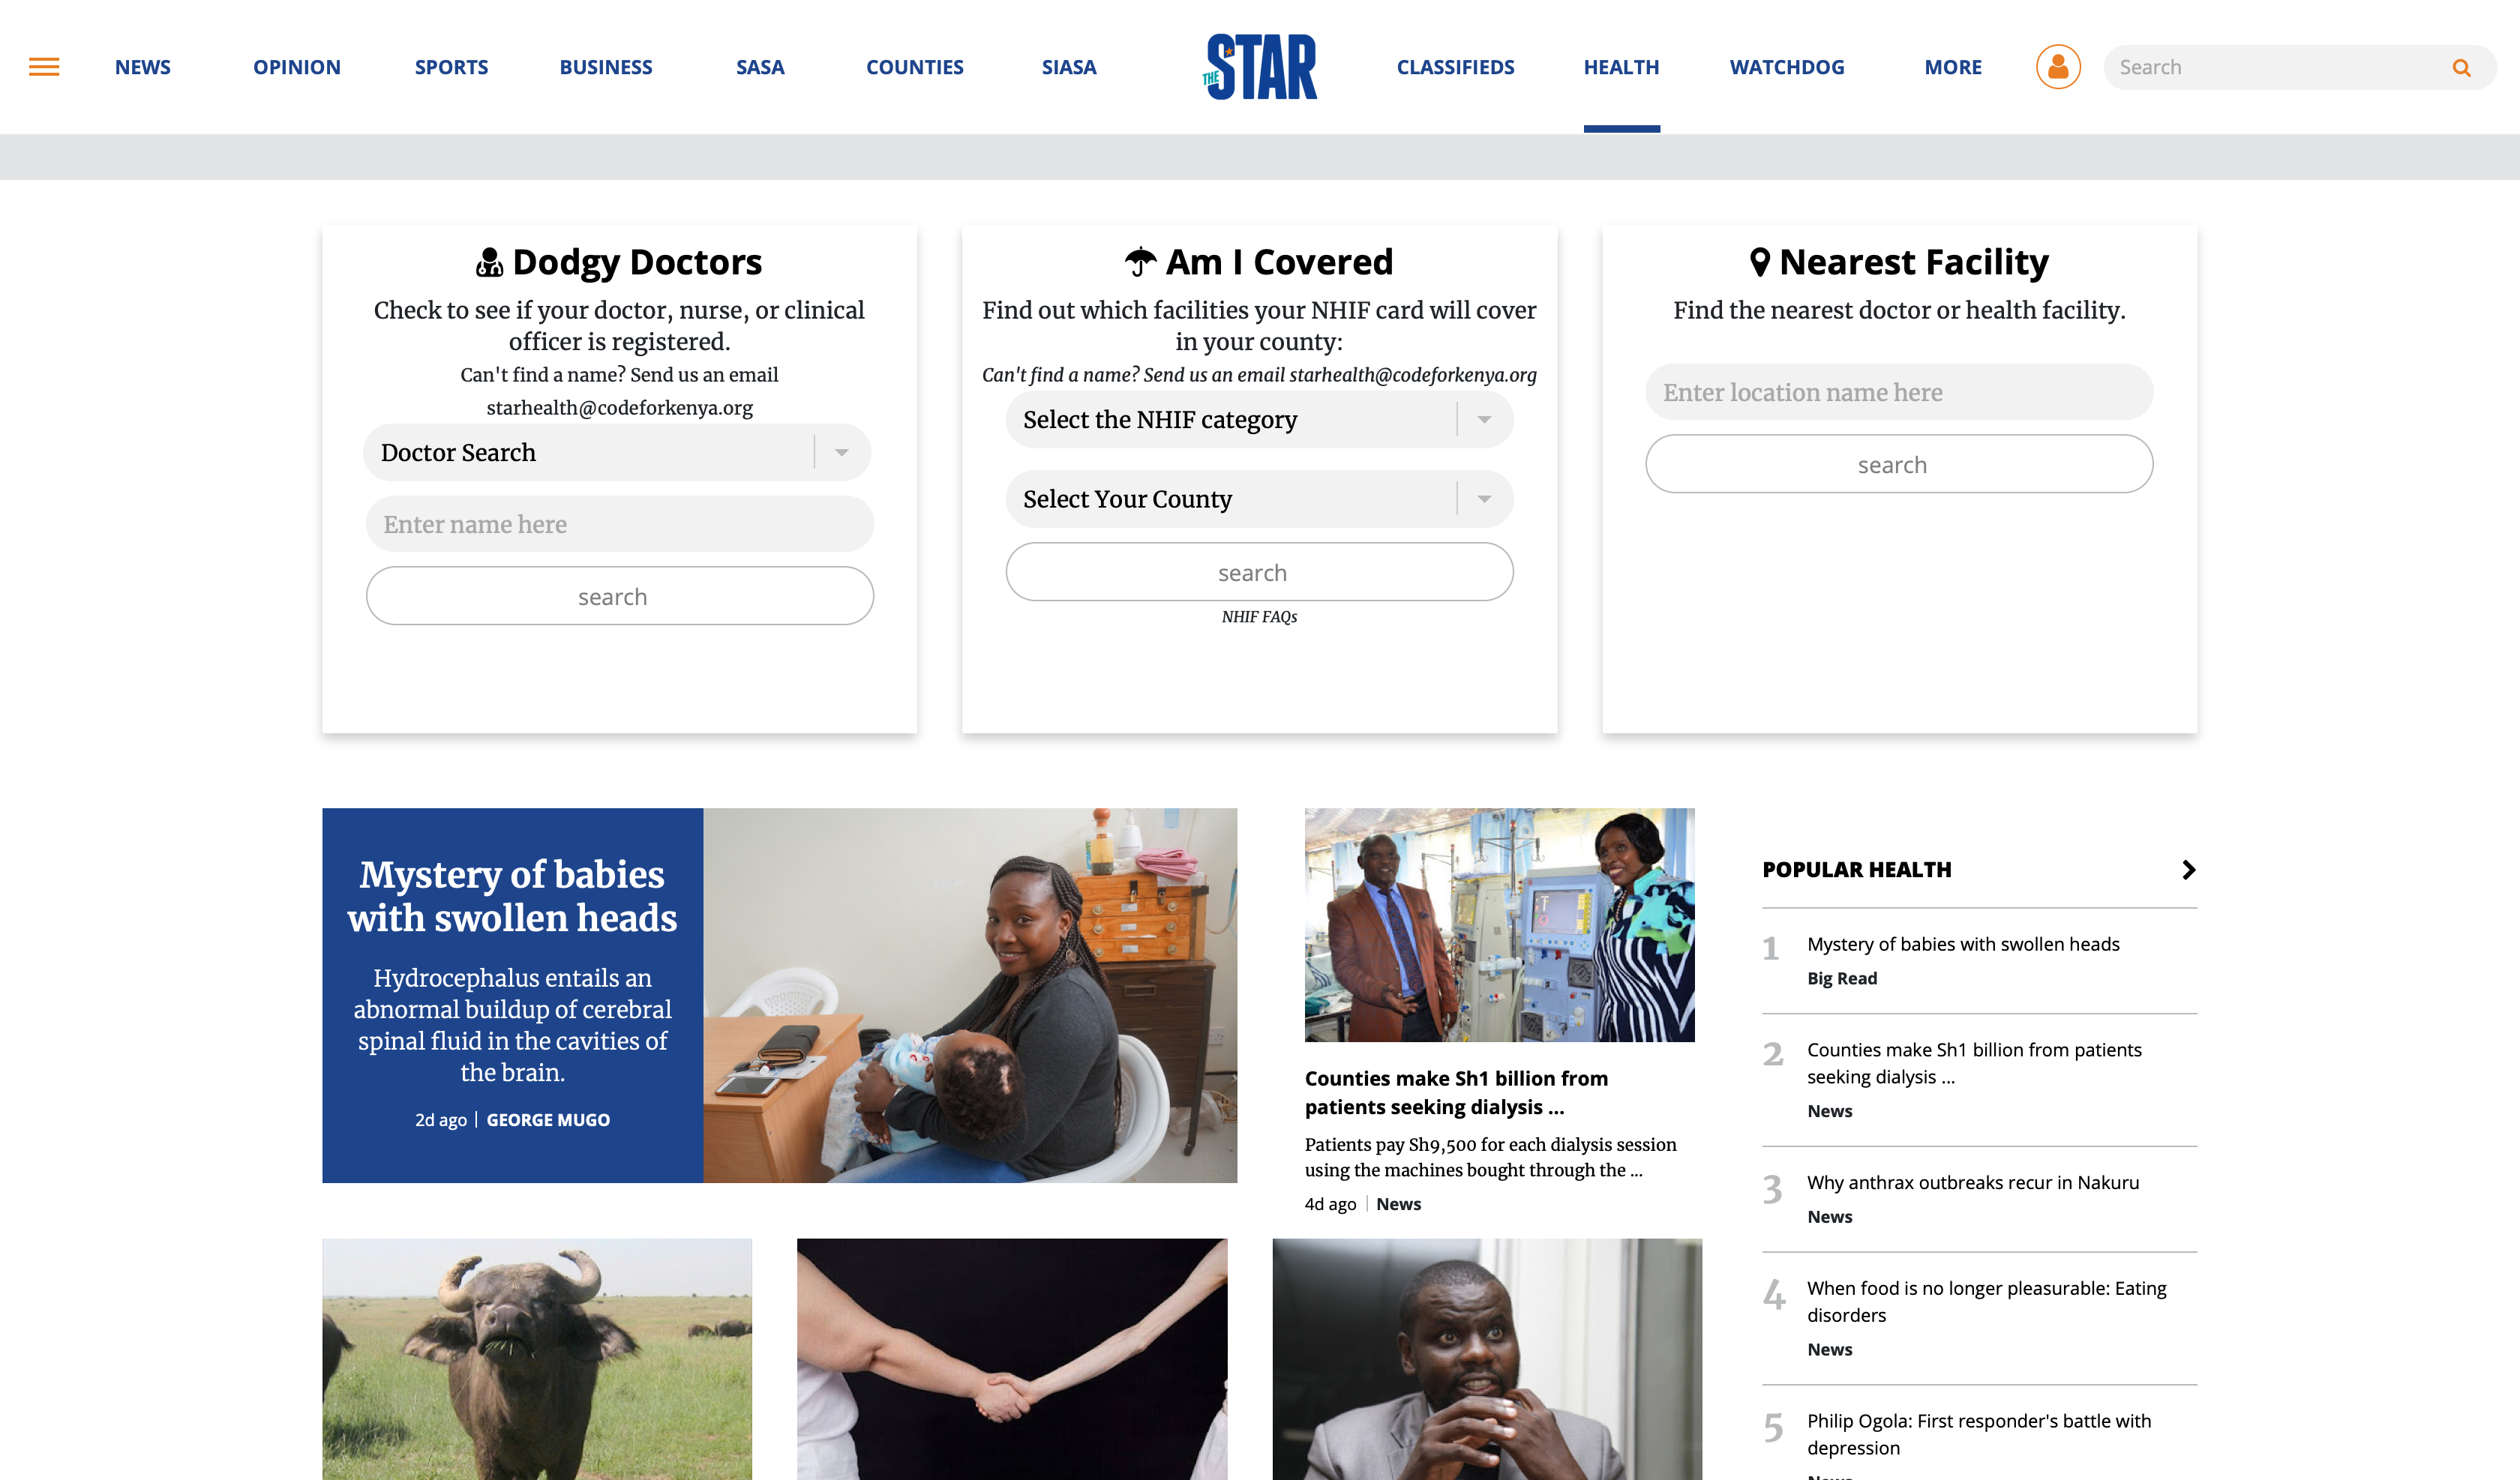 NEWS
OPINION
SPORTS
BUSINESS
SASA
COUNTIES
SIASA
THE STAR
CLASSIFIEDS
HEALTH
WATCHDOG
MORE
Search
Dodgy Doctors
Check to see if your doctor, nurse, or clinical
officer is registered.
Can't find a name? Send us an email
starhealth@codeforkenya.org
Doctor Search
Enter name here
search
Am I Covered
Find out which facilities your NHIF card will cover
in your county:
Can't find a name? Send us an email starhealth@codeforkenya.org
Select the NHIF category
Select Your County
search
NHIF FAQs
Nearest Facility
Find the nearest doctor or health facility.
Enter location name here
search
Mystery of babies
with swollen heads
Hydrocephalus entails an
abnormal buildup of cerebral
spinal fluid in the cavities of
the brain.
2d ago | GEORGE MUGO
Counties make Sh1 billion from
patients seeking dialysis ...
Patients pay Sh9,500 for each dialysis session
using the machines bought through the ...
4d ago | News
POPULAR HEALTH
1
Mystery of babies with swollen heads
Big Read
2
Counties make Sh1 billion from patients
seeking dialysis ...
News
3
Why anthrax outbreaks recur in Nakuru
News
4
When food is no longer pleasurable: Eating
disorders
News
5
Philip Ogola: First responder's battle with
depression